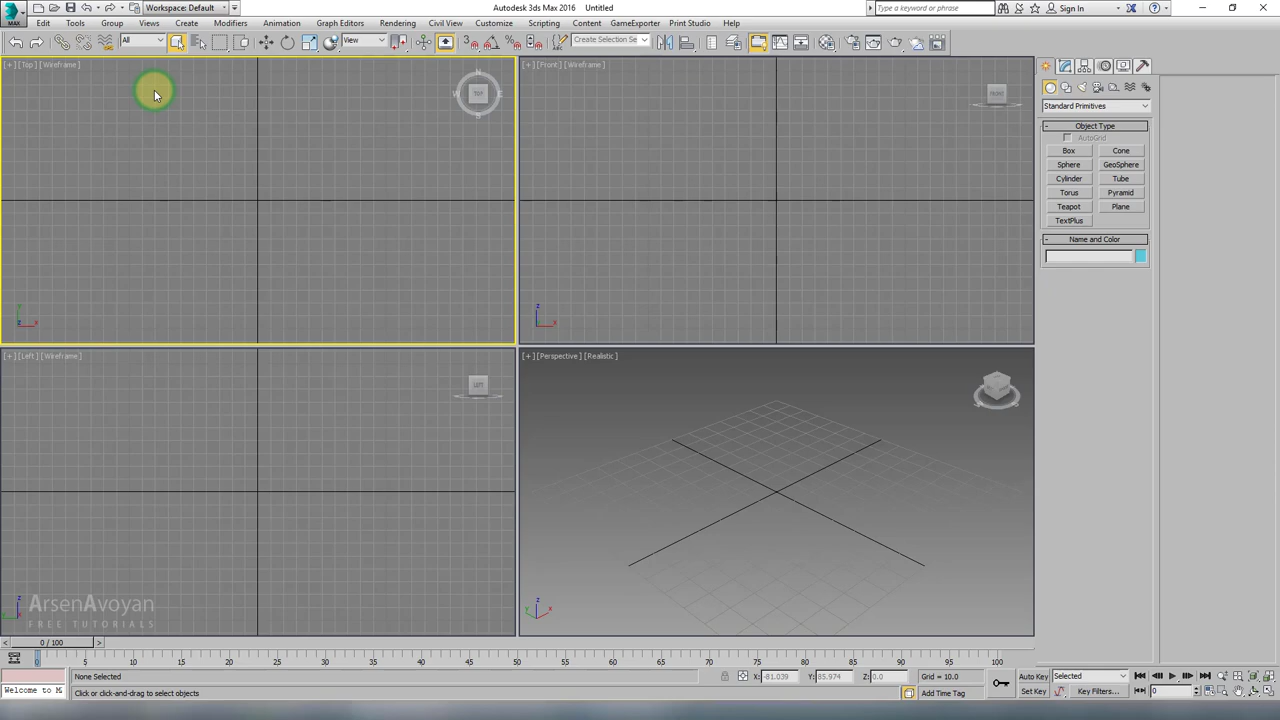 MAX
Workspace: Default
Autodesk 3ds Max 2016 Untitled
Type a keyword or phrase
Sign In
Edit Tools Group Views Create Modifiers Animation Graph Editors Rendering Civil View Customize Scripting Content GameExporter Print Studio Help
All
View
3
Create Selection Se
[+] [Top] [Wireframe]
N
W TOP E
S
[+] [Front] [Wireframe]
FRONT
Standard Primitives
- Object Type
AutoGrid
Box Cone
Sphere GeoSphere
Cylinder Tube
Torus Pyramid
Teapot Plane
TextPlus
- Name and Color
y
z x
z
x
[+] [Left] [Wireframe]
LEFT
[+] [Perspective] [Realistic]
z
ArsenAvoyan
FREE TUTORIALS
z
y x
< 0 / 100 >
0 5 10 15 20 25 30 35 40 45 50 55 60 65 70 75 80 85 90 95 100
None Selected
X: -81.039 Y: 85.974 Z: 0.0 Grid = 10.0
Auto Key Selected
Welcome to M
Click or click-and-drag to select objects
Add Time Tag
Set Key Key Filters...
0